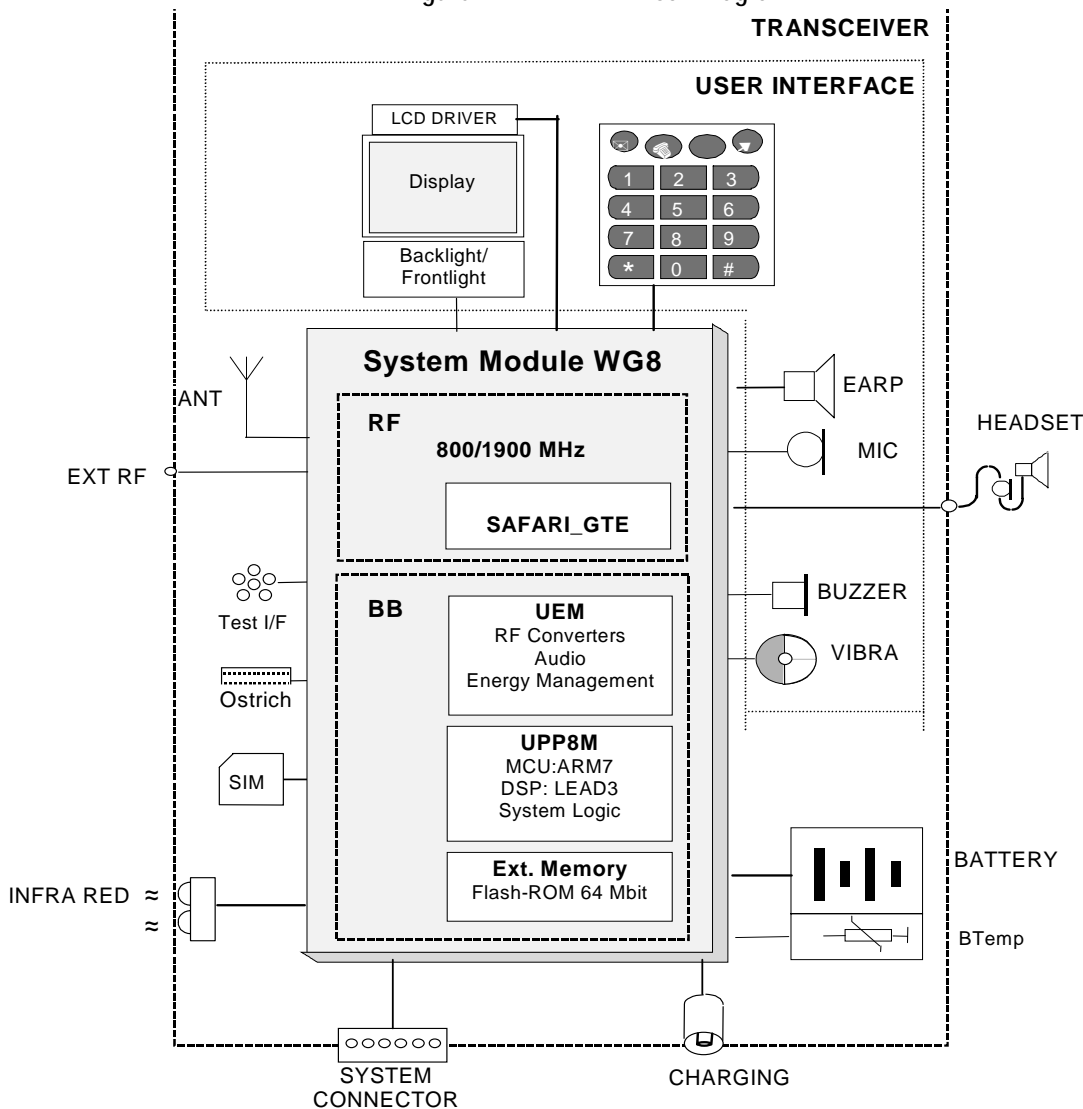 TRANSCEIVER
USER INTERFACE
LCD DRIVER
Display
Backlight/
Frontlight
1 2 3
4 5 6
7 8 9
* 0 #
System Module WG8
RF
800/1900 MHz
SAFARI_GTE
ANT
EXT RF
Test I/F
Ostrich
SIM
INFRA RED ≈
≈
BB
UEM
RF Converters
Audio
Energy Management
UPP8M
MCU:ARM7
DSP: LEAD3
System Logic
Ext. Memory
Flash-ROM 64 Mbit
EARP
MIC
HEADSET
BUZZER
VIBRA
BATTERY
BTemp
SYSTEM
CONNECTOR
CHARGING